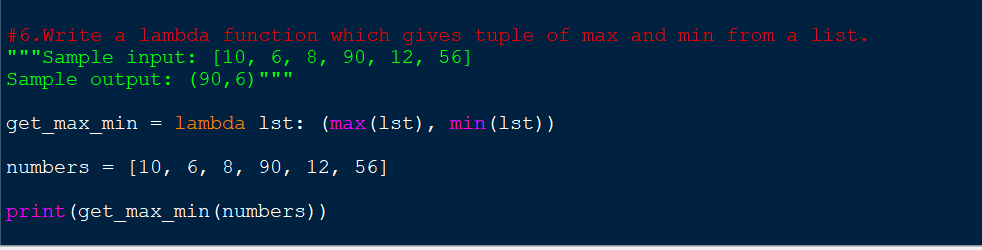 #6.Write a lambda function which gives tuple of max and min from a list.
"""Sample input: [10, 6, 8, 90, 12, 56]
Sample output: (90,6)"""
get_max_min = lambda lst: (max(lst), min(lst))
numbers = [10, 6, 8, 90, 12, 56]
print(get_max_min(numbers))